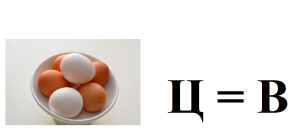 Ц = В